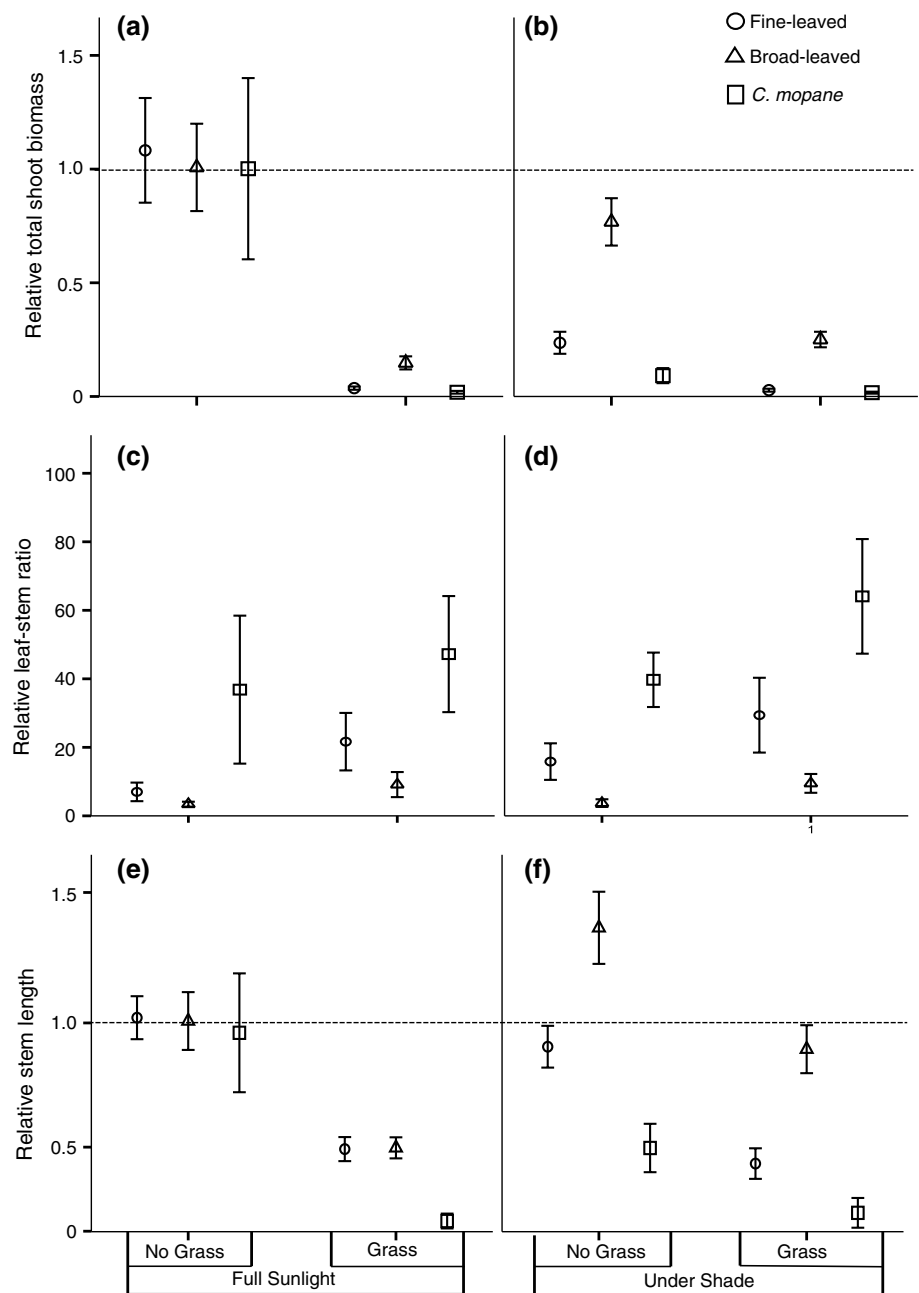 (a)
(b)
Fine-leaved
Broad-leaved
C. mopane
Relative total shoot biomass
1.5
1.0
0.5
0
(c)
(d)
Relative leaf-stem ratio
100
80
60
40
20
0
1
(e)
(f)
Relative stem length
1.5
1.0
0.5
0
No Grass
Grass
No Grass
Grass
Full Sunlight
Under Shade